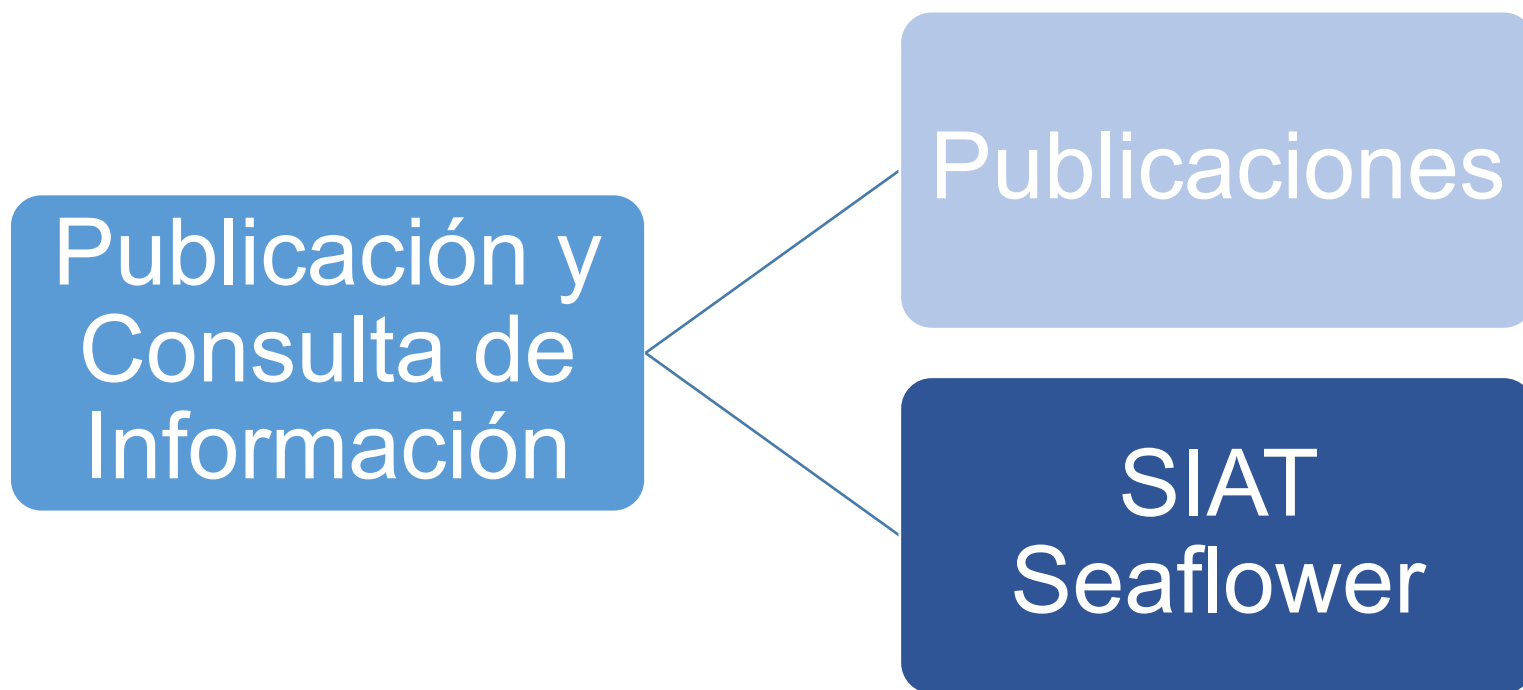 Publicación y
Consulta de
Información
Publicaciones
SIAT
Seaflower